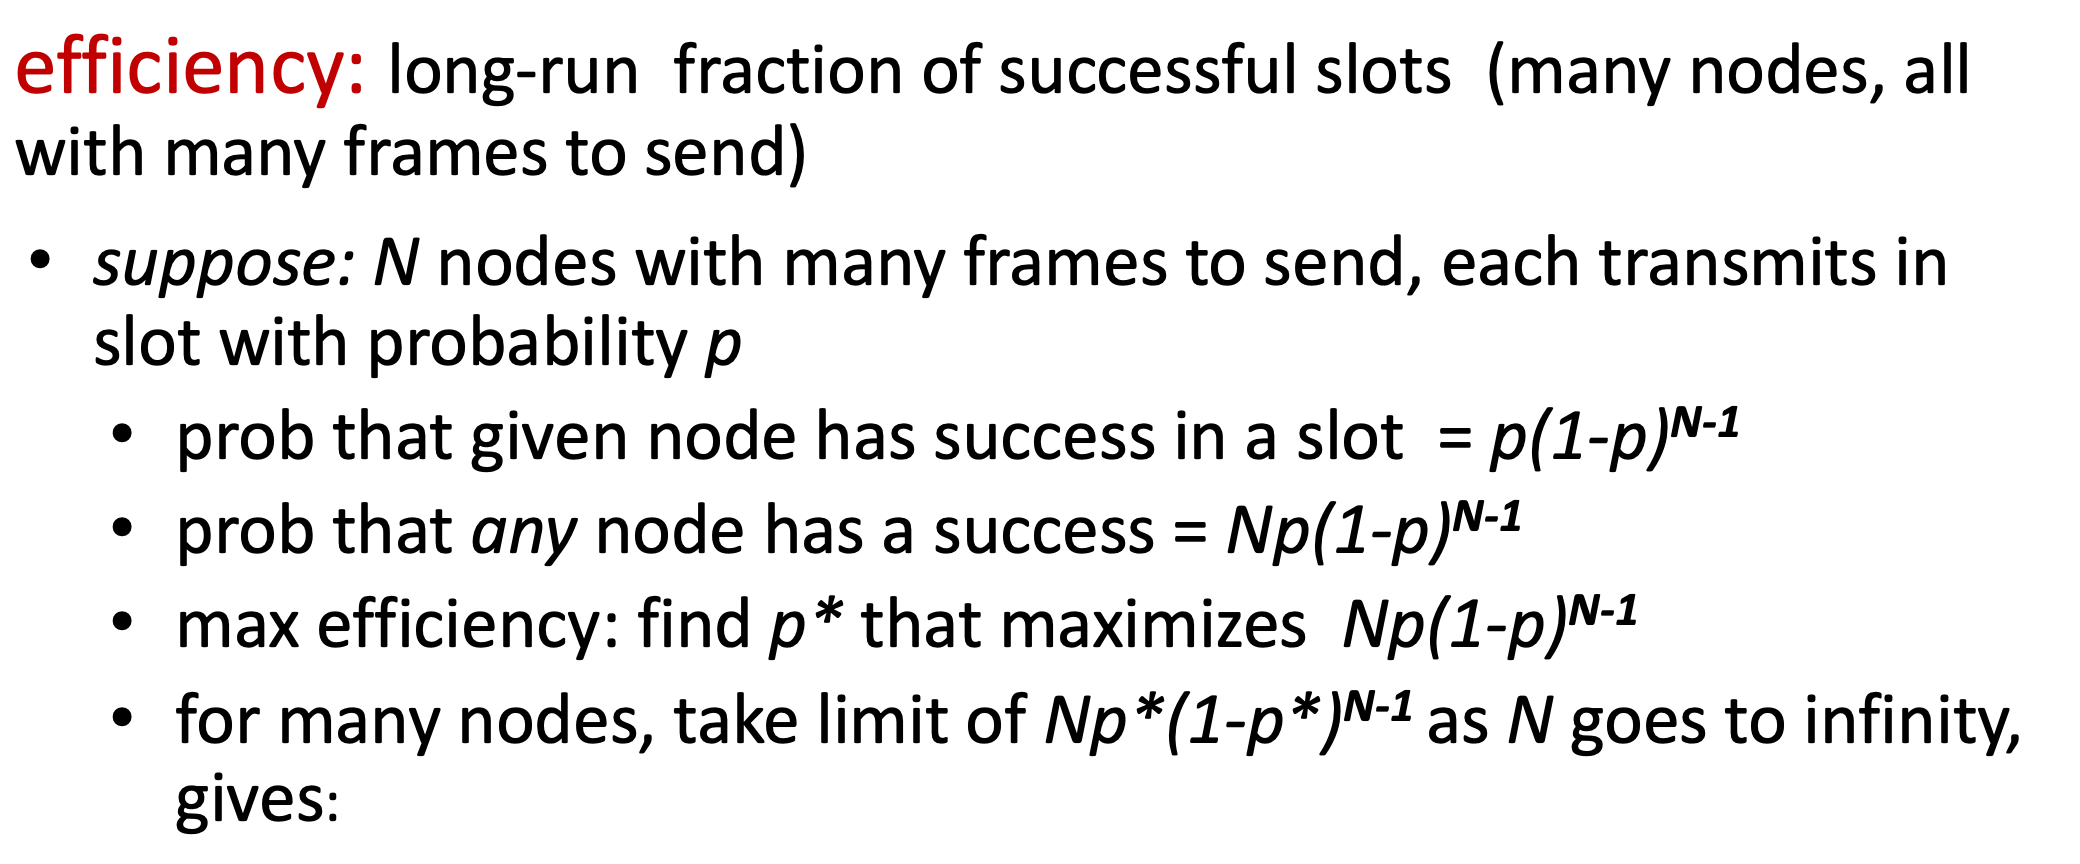 efficiency: long-run fraction of successful slots (many nodes, all
with many frames to send)
• suppose: N nodes with many frames to send, each transmits in
slot with probability p
• prob that given node has success in a slot = p(1-p)ᴺ⁻¹
• prob that any node has a success = Np(1-p)ᴺ⁻¹
• max efficiency: find p* that maximizes Np(1-p)ᴺ⁻¹
• for many nodes, take limit of Np*(1-p*)ᴺ⁻¹ as N goes to infinity,
gives: